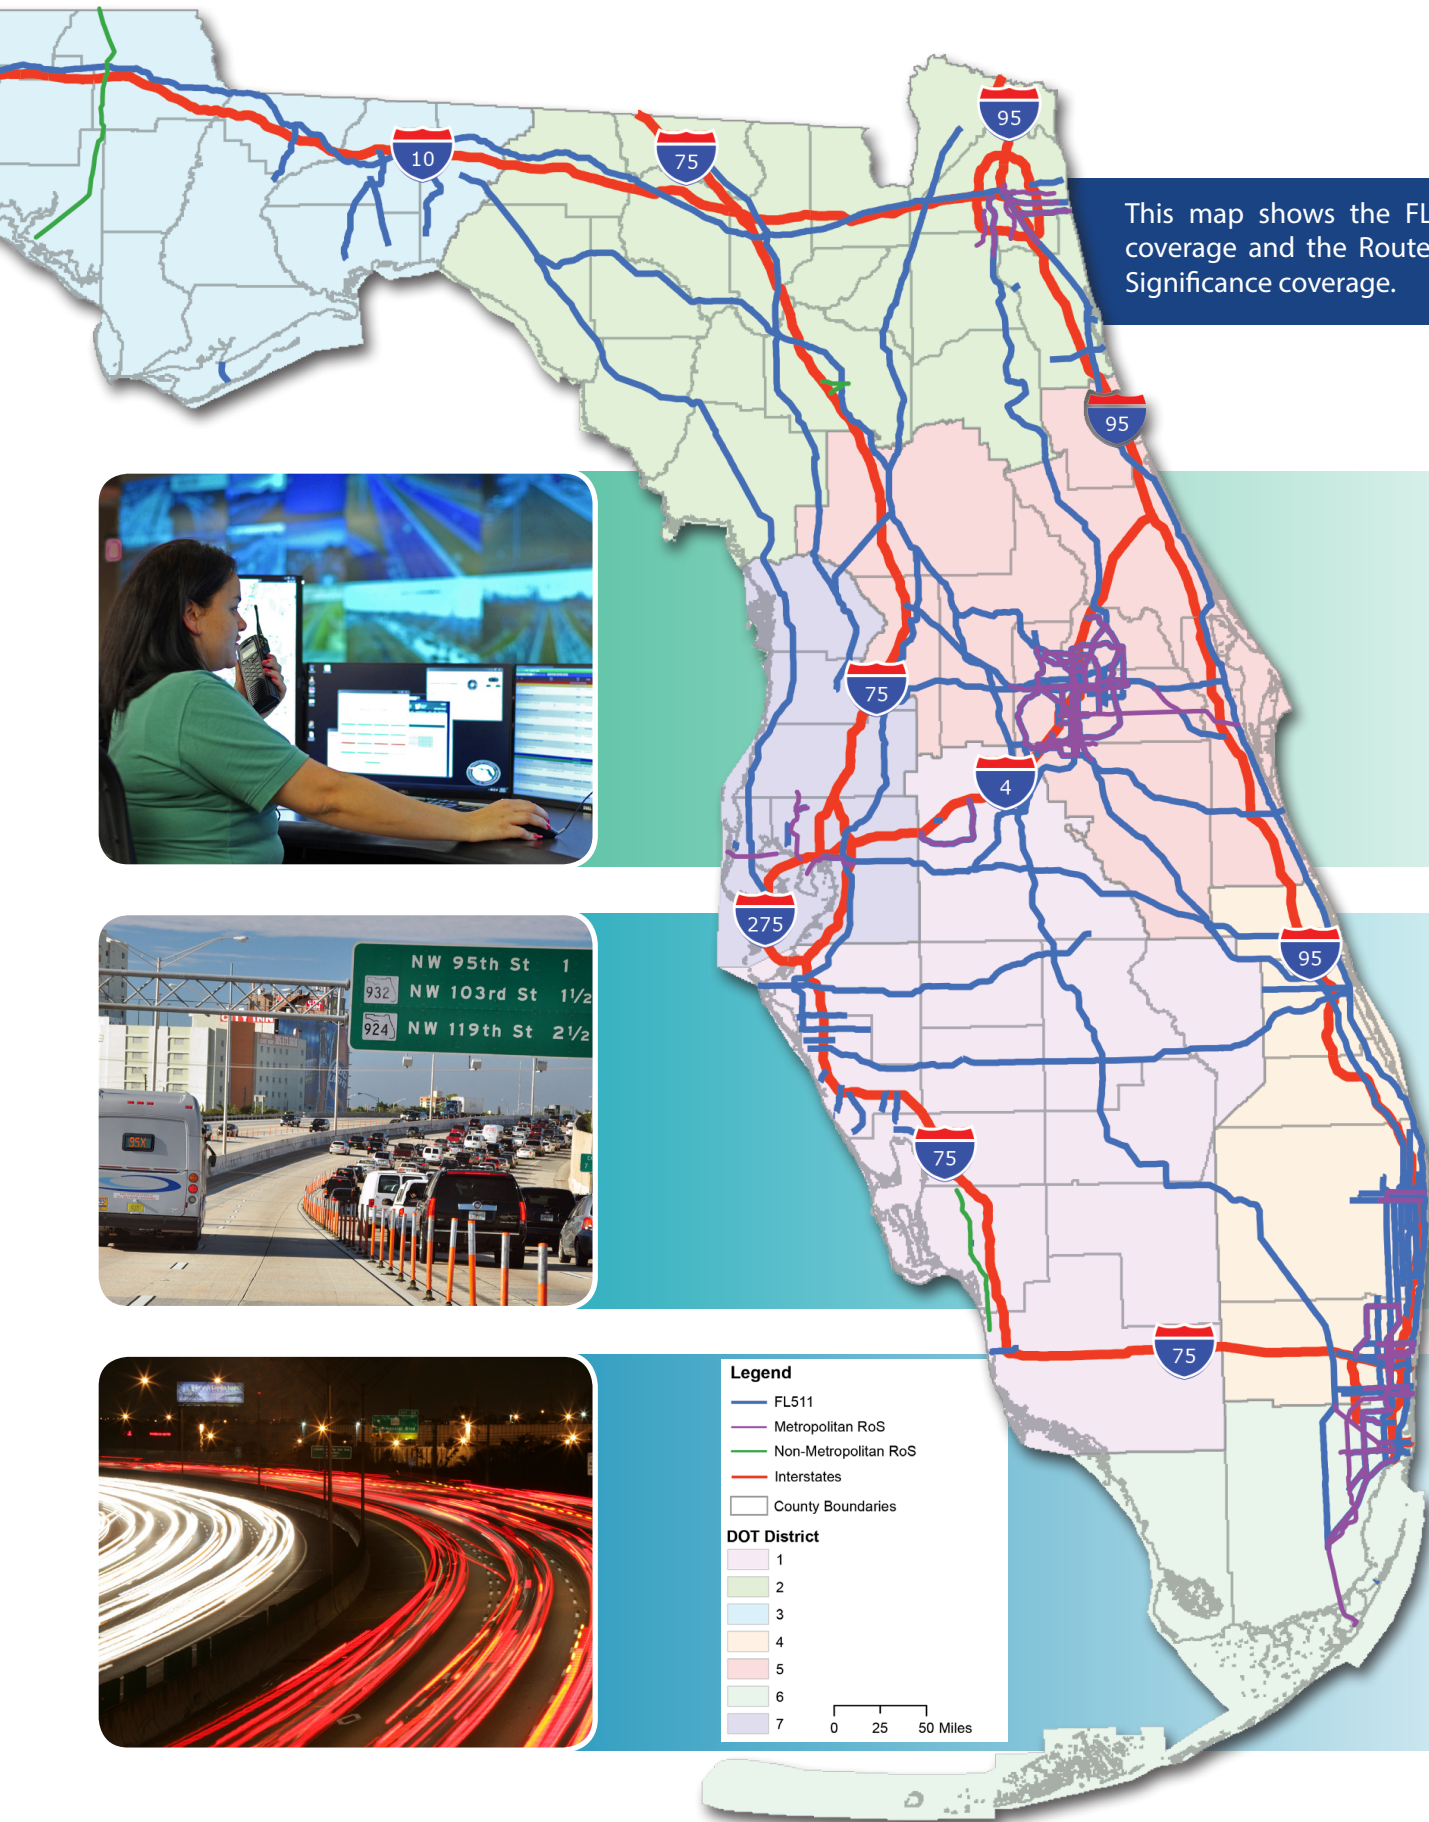 95
10
75
This map shows the FL
coverage and the Route
Significance coverage.
95
75
4
275
95
NW 95th St 1
932 NW 103rd St 1½
924 NW 119th St 2½
95X
75
75
Legend
FL511
Metropolitan RoS
Non-Metropolitan RoS
Interstates
County Boundaries
DOT District
1
2
3
4
5
6
7
0 25 50 Miles